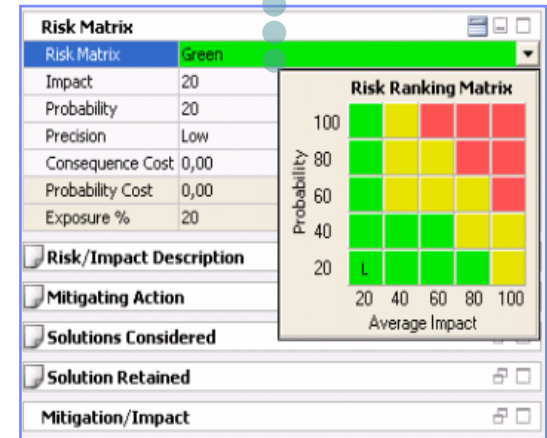 Risk Matrix
Risk Matrix Green
Impact 20
Probability 20
Precision Low
Consequence Cost 0,00
Probability Cost 0,00
Exposure % 20
Risk Ranking Matrix
Probability
100
80
60
40
20 L
20 40 60 80 100
Average Impact
Risk/Impact Description
Mitigating Action
Solutions Considered
Solution Retained
Mitigation/Impact